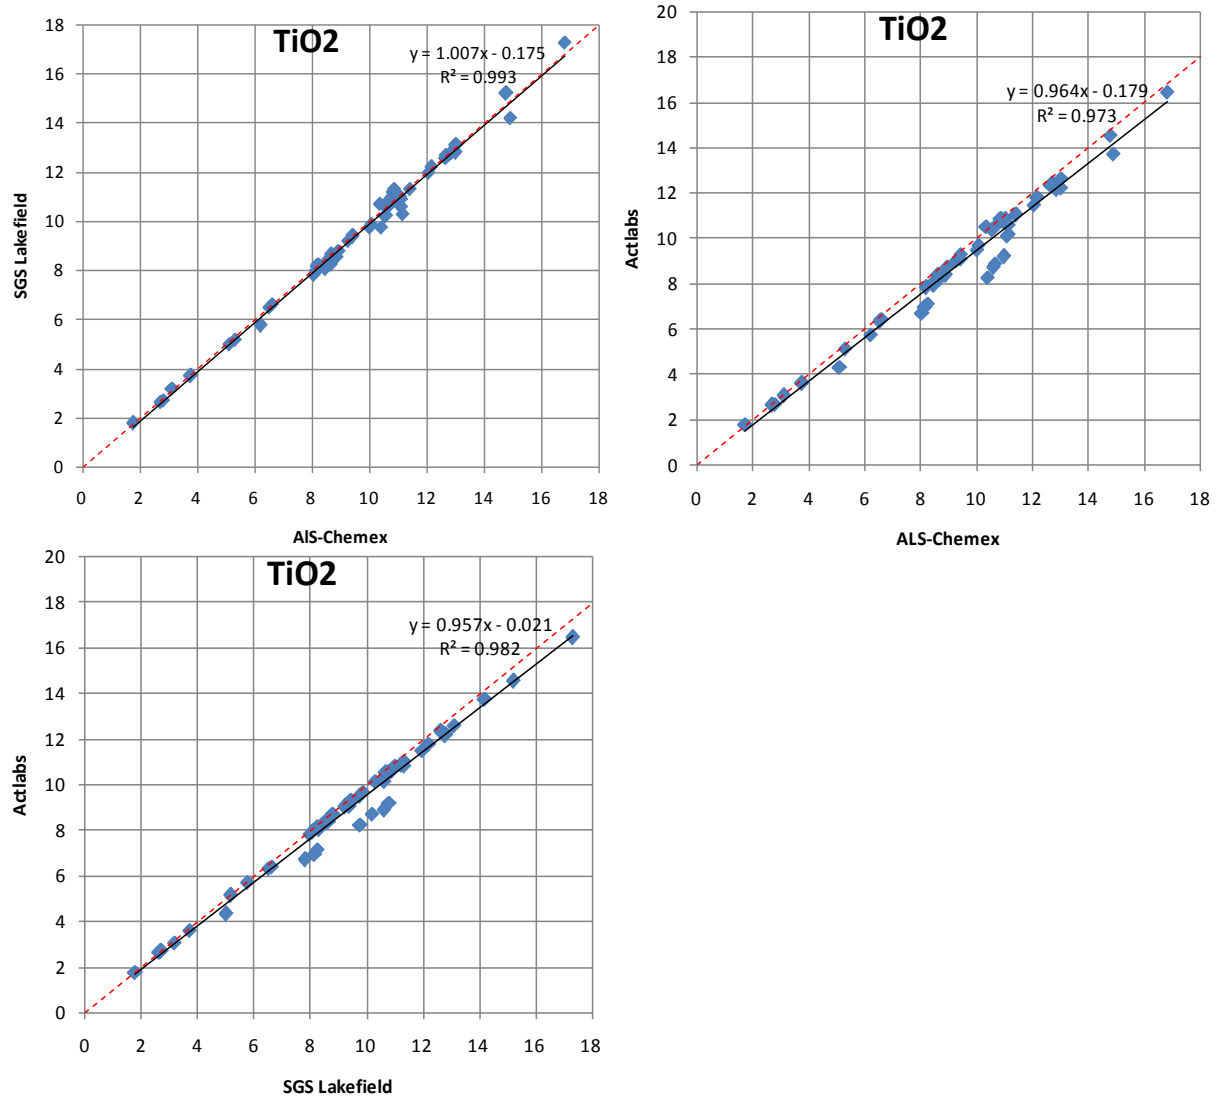 TiO2
y = 1.007x - 0.175
R² = 0.993
18
16
14
12
10
8
6
4
2
0
SGS Lakefield
0 2 4 6 8 10 12 14 16 18
AlS-Chemex
TiO2
y = 0.964x - 0.179
R² = 0.973
20
18
16
14
12
10
8
6
4
2
0
Actlabs
0 2 4 6 8 10 12 14 16 18
ALS-Chemex
TiO2
y = 0.957x - 0.021
R² = 0.982
20
18
16
14
12
10
8
6
4
2
0
Actlabs
0 2 4 6 8 10 12 14 16 18
SGS Lakefield